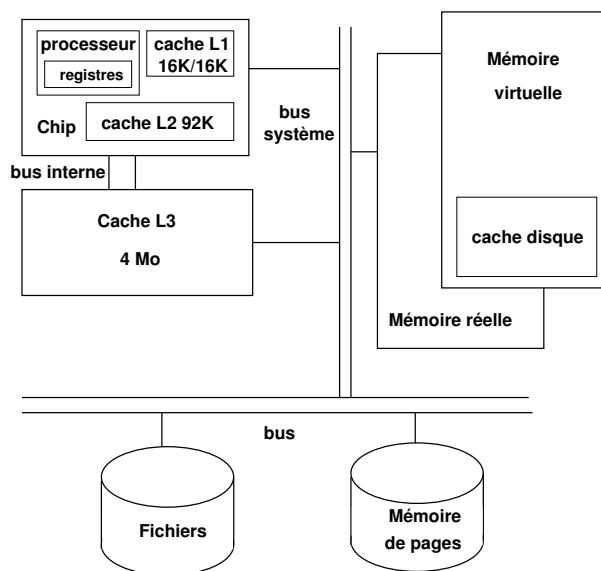 processeur
registres
cache L1
16K/16K
Chip
cache L2 92K
bus interne
Cache L3
4 Mo
bus
système
Mémoire
virtuelle
cache disque
Mémoire réelle
bus
Fichiers
Mémoire
de pages